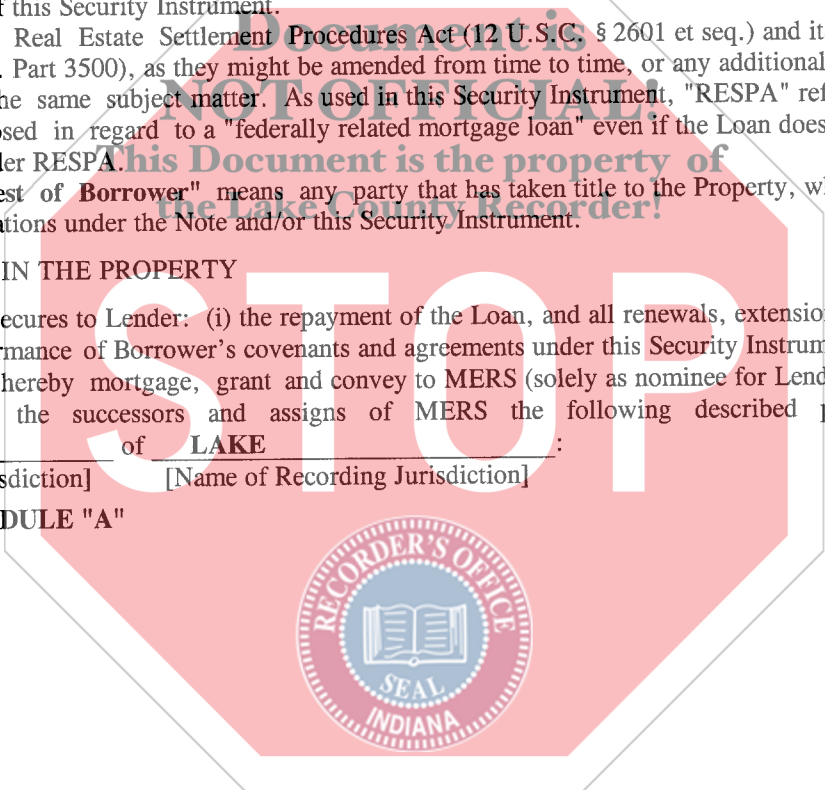 this Security Instrument.
Real Estate Settlement Procedures Act (12 U.S.C. § 2601 et seq.) and it
. Part 3500), as they might be amended from time to time, or any additional
he same subject matter. As used in this Security Instrument, "RESPA" ref
sed in regard to a "federally related mortgage loan" even if the Loan does
ler RESPA.
est of Borrower" means any party that has taken title to the Property, w
ations under the Note and/or this Security Instrument.
Document is
NOT OFFICIAL!
This Document is the property of
the Lake County Recorder!
IN THE PROPERTY
ecures to Lender: (i) the repayment of the Loan, and all renewals, extensio
rmance of Borrower's covenants and agreements under this Security Instrum
hereby mortgage, grant and convey to MERS (solely as nominee for Lend
the successors and assigns of MERS the following described p
of LAKE :
sdiction] [Name of Recording Jurisdiction]
DULE "A"
STOP
RECORDER'S OFFICE
SEAL
INDIANA